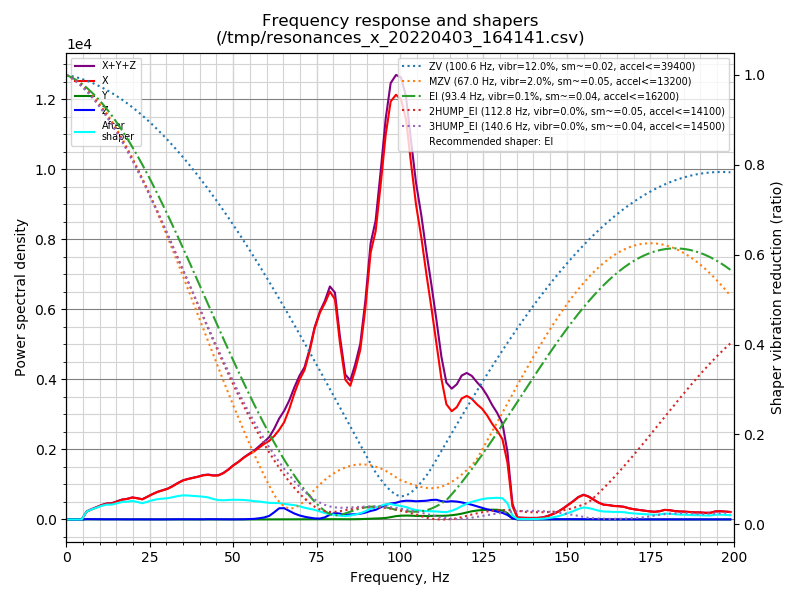 Frequency response and shapers
(/tmp/resonances_x_20220403_164141.csv)
1e4
X+Y+Z
X
Y
Z
After
shaper
ZV (100.6 Hz, vibr=12.0%, sm~=0.02, accel<=39400)
MZV (67.0 Hz, vibr=2.0%, sm~=0.05, accel<=13200)
EI (93.4 Hz, vibr=0.1%, sm~=0.04, accel<=16200)
2HUMP_EI (112.8 Hz, vibr=0.0%, sm~=0.05, accel<=14100)
3HUMP_EI (140.6 Hz, vibr=0.0%, sm~=0.04, accel<=14500)
Recommended shaper: EI
Power spectral density
1.2
1.0
0.8
0.6
0.4
0.2
0.0
1.0
0.8
0.6
0.4
0.2
0.0
Shaper vibration reduction (ratio)
0 25 50 75 100 125 150 175 200
Frequency, Hz